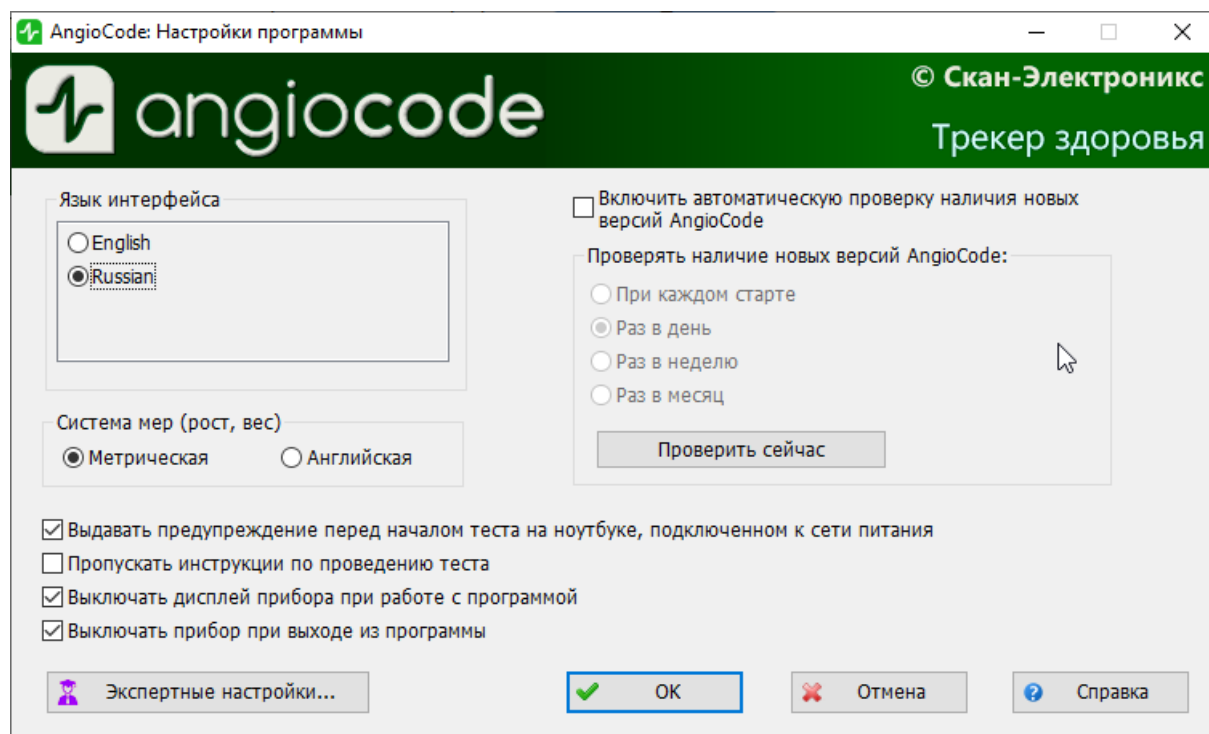 AngioCode: Настройки программы
angiocode
© Скан-Электроникс
Трекер здоровья
Язык интерфейса
English
Russian
Система мер (рост, вес)
Метрическая
Английская
Включить автоматическую проверку наличия новых
версий AngioCode
Проверять наличие новых версий AngioCode:
При каждом старте
Раз в день
Раз в неделю
Раз в месяц
Проверить сейчас
Выдавать предупреждение перед началом теста на ноутбуке, подключенном к сети питания
Пропускать инструкции по проведению теста
Выключать дисплей прибора при работе с программой
Выключать прибор при выходе из программы
Экспертные настройки...
OK
Отмена
Справка